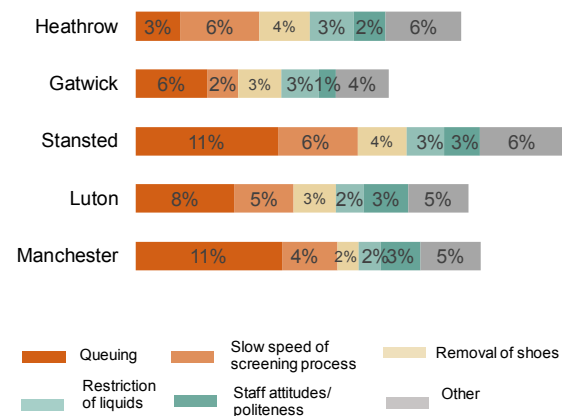 Heathrow 3% 6% 4% 3% 2% 6%
Gatwick 6% 2% 3% 3% 1% 4%
Stansted 11% 6% 4% 3% 3% 6%
Luton 8% 5% 3% 2% 3% 5%
Manchester 11% 4% 2% 2% 3% 5%
Queuing
Slow speed of
screening process
Removal of shoes
Restriction
of liquids
Staff attitudes/
politeness
Other